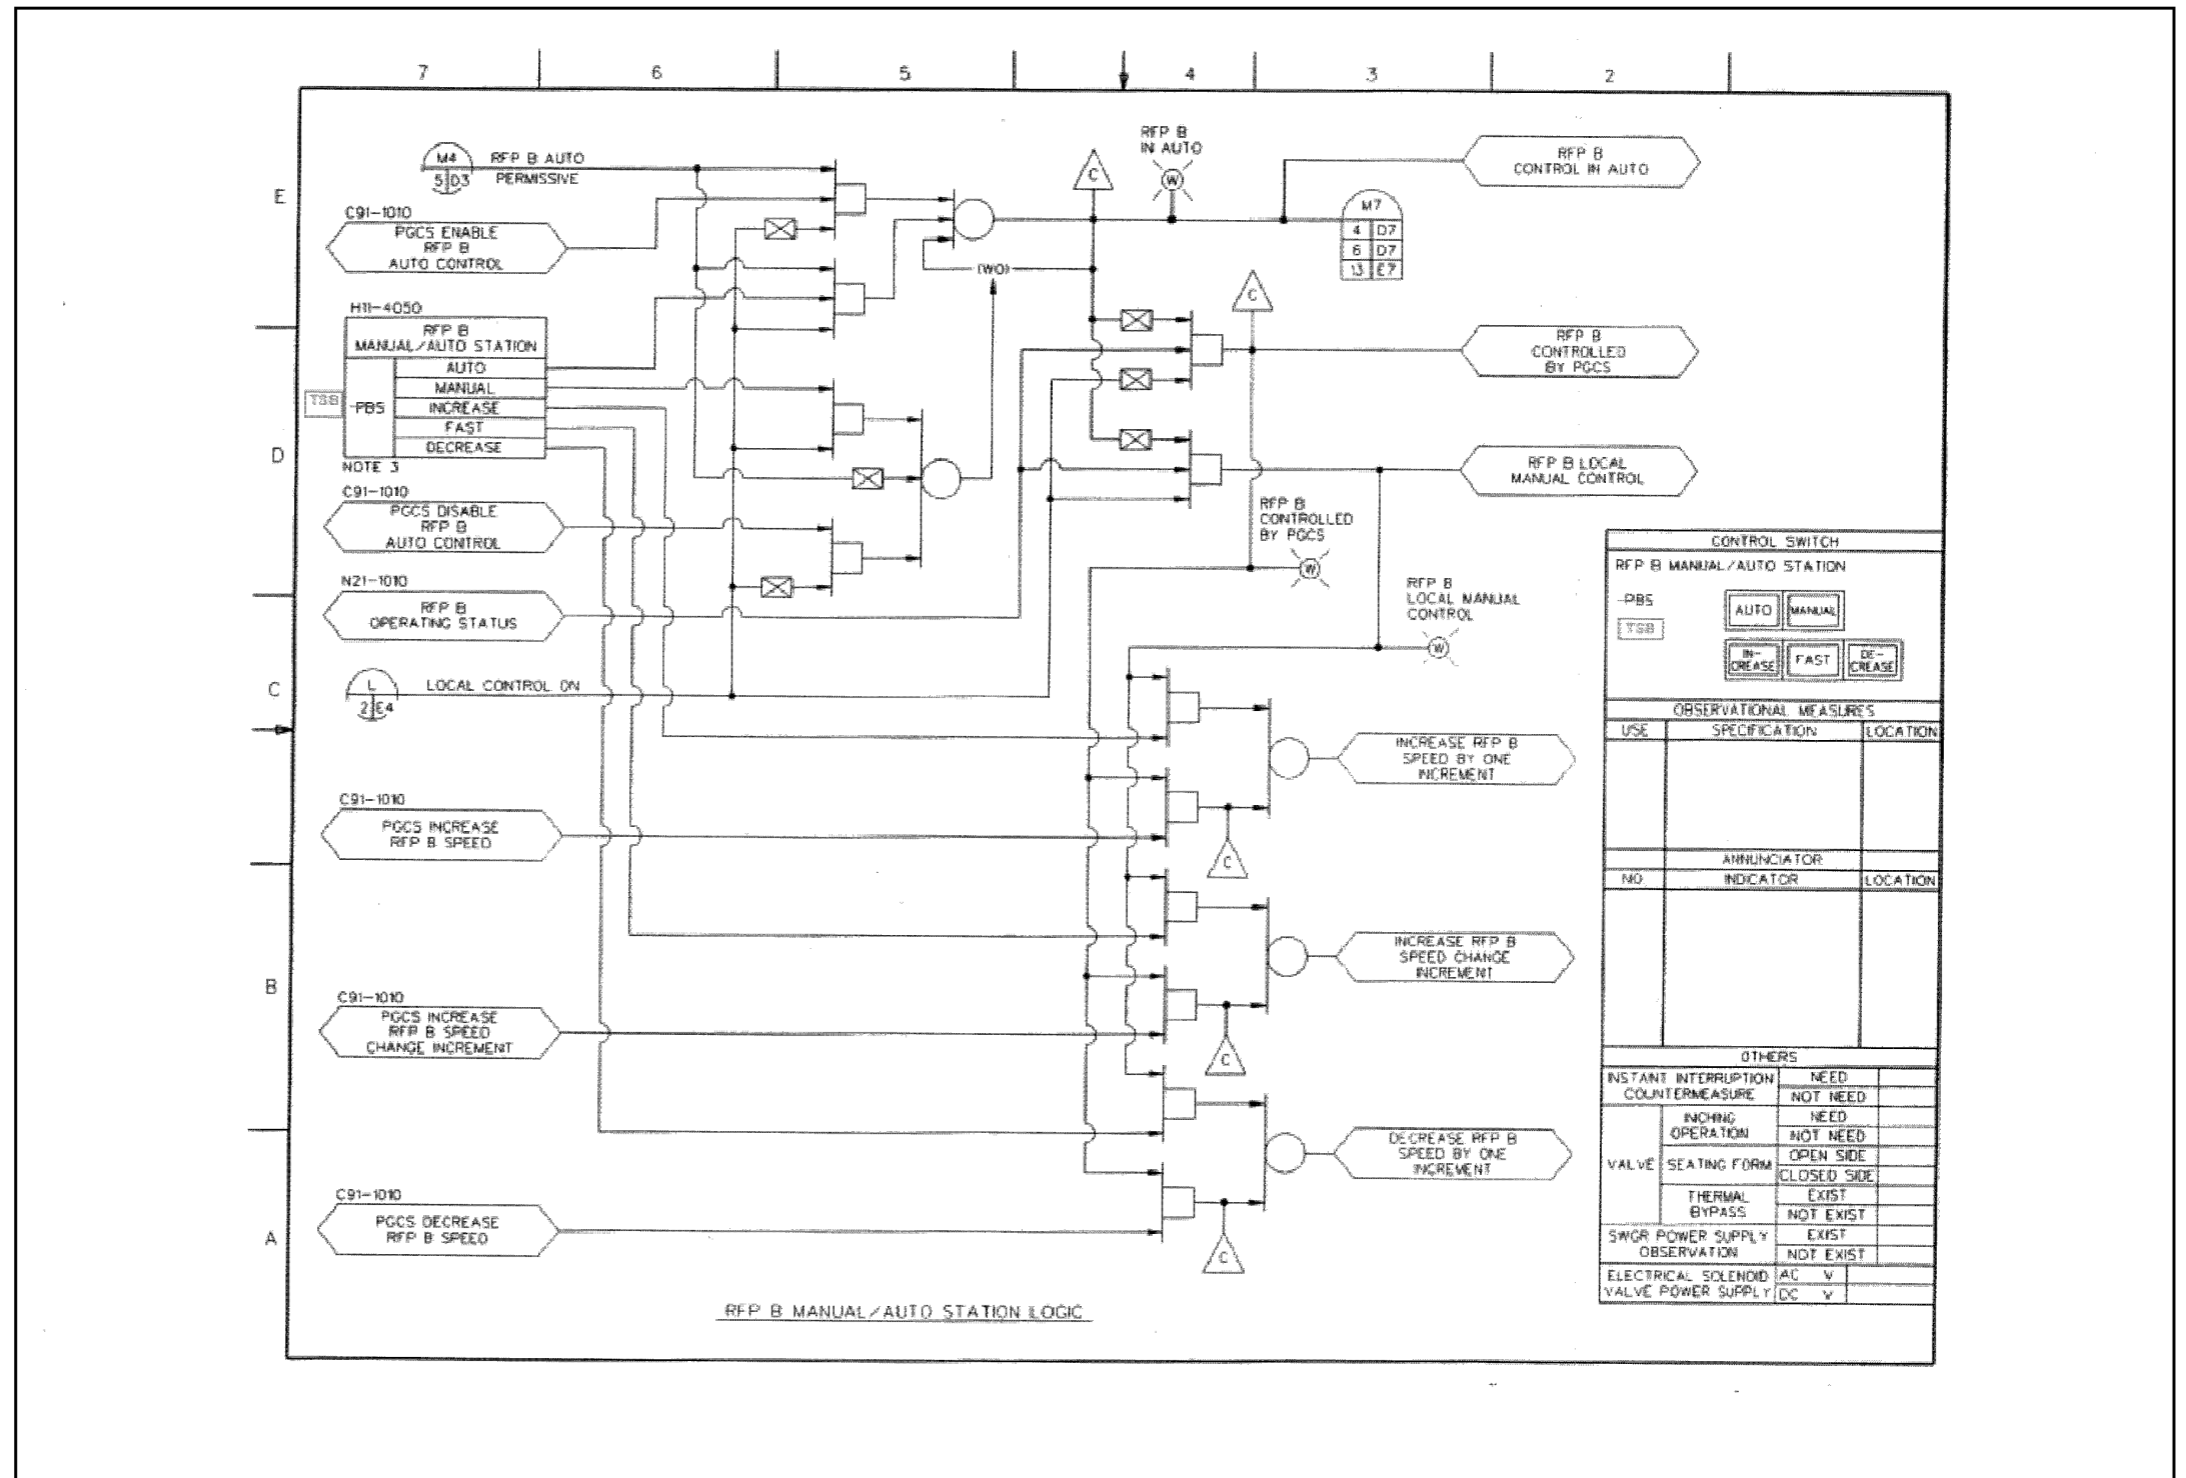 7 6 5 4 3 2
E
D
C
B
A
M4
5 D3
RFP B AUTO
PERMISSIVE
C91-1010
PGCS ENABLE
RFP B
AUTO CONTROL
H11-4050
RFP B
MANUAL/AUTO STATION
TSB
-PBS
AUTO
MANUAL
INCREASE
FAST
DECREASE
NOTE 3
C91-1010
PGCS DISABLE
RFP B
AUTO CONTROL
N21-1010
RFP B
OPERATING STATUS
L
2 E4
LOCAL CONTROL ON
C91-1010
PGCS INCREASE
RFP B SPEED
C91-1010
PGCS INCREASE
RFP B SPEED
CHANGE INCREMENT
C91-1010
PGCS DECREASE
RFP B SPEED
(WO)
C
RFP B
IN AUTO
W
RFP B
CONTROL IN AUTO
M7
4 D7
6 D7
13 E7
C
RFP B
CONTROLLED
BY PGCS
RFP B LOCAL
MANUAL CONTROL
RFP B
CONTROLLED
BY PGCS
W
RFP B
LOCAL MANUAL
CONTROL
W
INCREASE RFP B
SPEED BY ONE
INCREMENT
C
INCREASE RFP B
SPEED CHANGE
INCREMENT
C
DECREASE RFP B
SPEED BY ONE
INCREMENT
C
RFP B MANUAL/AUTO STATION LOGIC
CONTROL SWITCH
RFP B MANUAL/AUTO STATION
-PBS
TSB
AUTO MANUAL
IN-
CREASE
FAST
DE-
CREASE
OBSERVATIONAL MEASURES
USE SPECIFICATION LOCATION
ANNUNCIATOR
NO INDICATOR LOCATION
OTHERS
INSTANT INTERRUPTION
COUNTERMEASURE
NEED
NOT NEED
VALVE
INCHING
OPERATION
NEED
NOT NEED
SEATING FORM
OPEN SIDE
CLOSED SIDE
THERMAL
BYPASS
EXIST
NOT EXIST
SWGR POWER SUPPLY
OBSERVATION
EXIST
NOT EXIST
ELECTRICAL SOLENOID
VALVE POWER SUPPLY
AC V
DC V